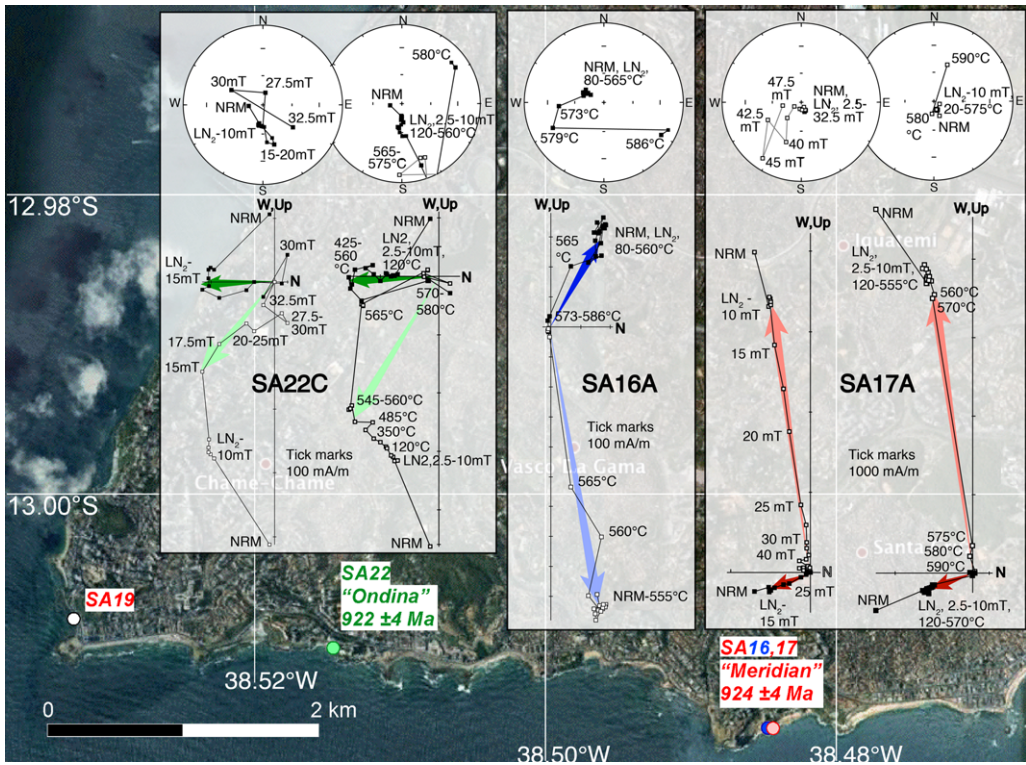 N
W
E
S
30mT
27.5mT
NRM
32.5mT
LN2-10mT
15-20mT
N
E
S
580°C
NRM
LN2,2.5-10mT
120-560°C
565-
575°C
N
W
E
S
NRM, LN2,
80-565°C
573°C
579°C
586°C
N
W
S
47.5
mT
NRM,
LN2, 2.5-
32.5mT
42.5
mT
40 mT
45 mT
N
E
S
590°C
LN2-10 mT
20-575°C
580
°C
NRM
12.98°S
W,Up
NRM
30mT
LN2-
15mT
N
32.5mT
27.5-
30mT
20-25mT
17.5mT
15mT
LN2-
10mT
NRM
SA22C
Tick marks
100 mA/m
W,Up
NRM
425-
560
°C
LN2,
2.5-10mT,
120°C
N
570-
580°C
565°C
545-560°C
485°C
350°C
120°C
LN2,2.5-10mT
NRM
W,Up
565
°C
NRM, LN2,
80-560°C
573-586°C
N
SA16A
Tick marks
100 mA/m
565°C
560°C
NRM-555°C
W,Up
NRM
LN2-
10 mT
15 mT
20 mT
25 mT
30 mT
40 mT
N
NRM
LN2-
15 mT
25 mT
SA17A
Tick marks
1000 mA/m
W,Up
NRM
LN2,
2.5-10mT,
120-555°C
560°C
570°C
575°C
580°C
590°C
N
NRM
LN2, 2.5-10mT,
120-570°C
Iguatemi
Chame-Chame
Vasco La Gama
13.00°S
SA19
SA22
“Ondina”
922 ±4 Ma
SA16,17
“Meridian”
924 ±4 Ma
38.52°W
38.50°W
38.48°W
0
2 km